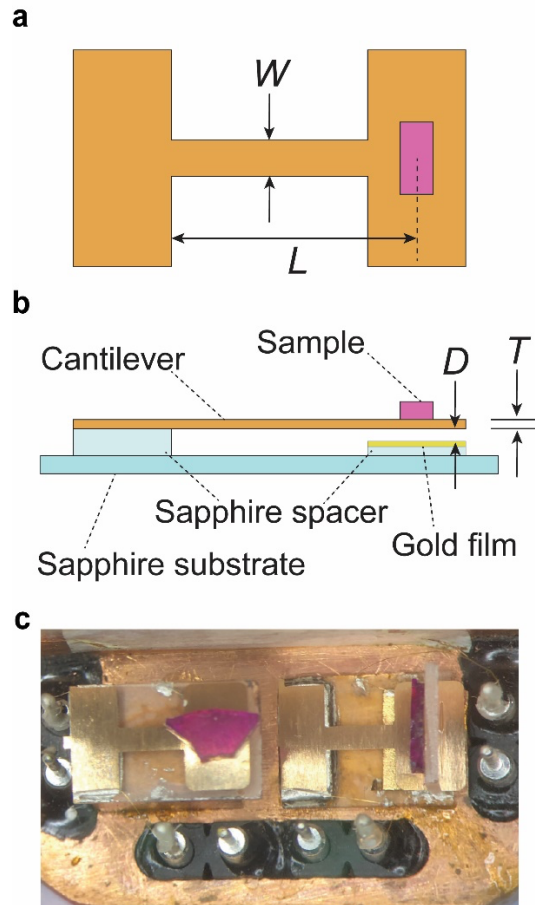 a
W
L
b
Cantilever
Sample
D
T
Sapphire spacer
Gold film
Sapphire substrate
c